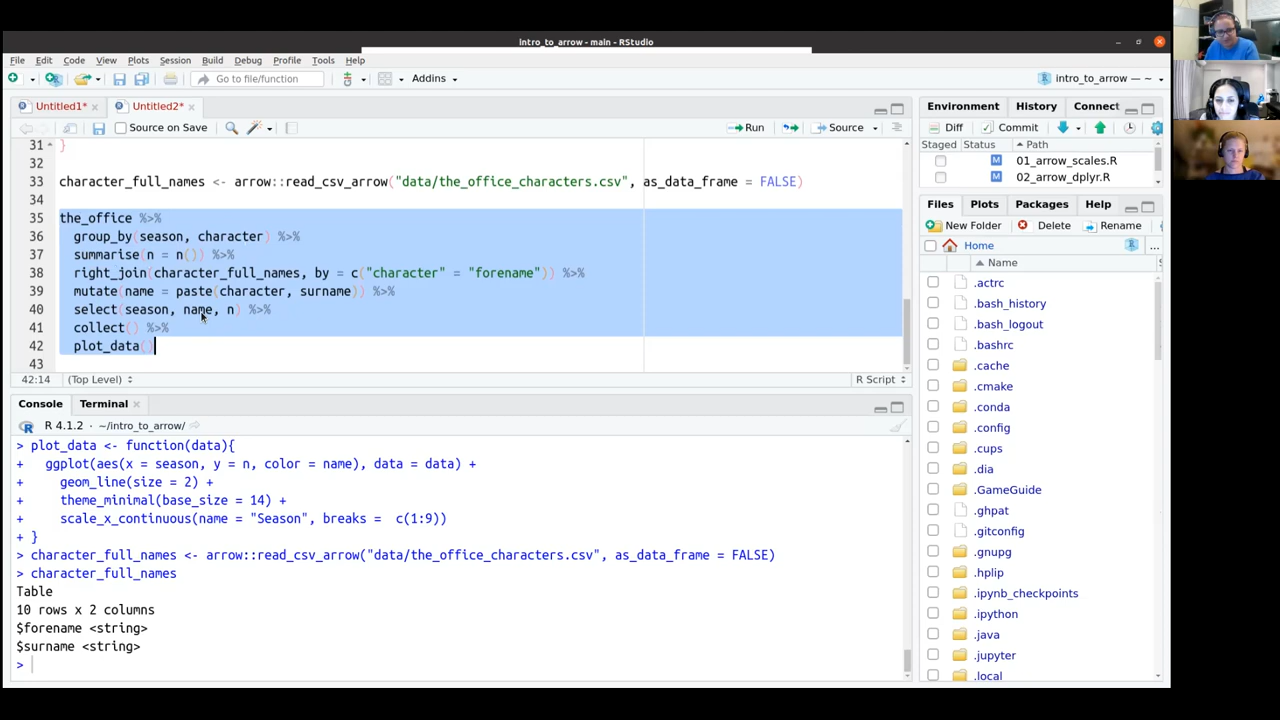 intro_to_arrow - main - RStudio
File Edit Code View Plots Session Build Debug Profile Tools Help
Go to file/function Addins intro_to_arrow — ~
Untitled1* Untitled2*
Source on Save Run Source
31 }
32
33 character_full_names <- arrow::read_csv_arrow("data/the_office_characters.csv", as_data_frame = FALSE)
34
35 the_office %>%
36 group_by(season, character) %>%
37 summarise(n = n()) %>%
38 right_join(character_full_names, by = c("character" = "forename")) %>%
39 mutate(name = paste(character, surname)) %>%
40 select(season, name, n) %>%
41 collect() %>%
42 plot_data()
43
42:14 (Top Level) R Script
Console Terminal
R 4.1.2 · ~/intro_to_arrow/
> plot_data <- function(data){
+ ggplot(aes(x = season, y = n, color = name), data = data) +
+ geom_line(size = 2) +
+ theme_minimal(base_size = 14) +
+ scale_x_continuous(name = "Season", breaks = c(1:9))
+ }
> character_full_names <- arrow::read_csv_arrow("data/the_office_characters.csv", as_data_frame = FALSE)
> character_full_names
Table
10 rows x 2 columns
$forename <string>
$surname <string>
>
Environment History Connect
Diff Commit
Staged Status Path
M 01_arrow_scales.R
M 02_arrow_dplyr.R
Files Plots Packages Help
New Folder Delete Rename
Home ...
Name
.actrc
.bash_history
.bash_logout
.bashrc
.cache
.cmake
.conda
.config
.cups
.dia
.GameGuide
.ghpat
.gitconfig
.gnupg
.hplip
.ipynb_checkpoints
.ipython
.java
.jupyter
.local